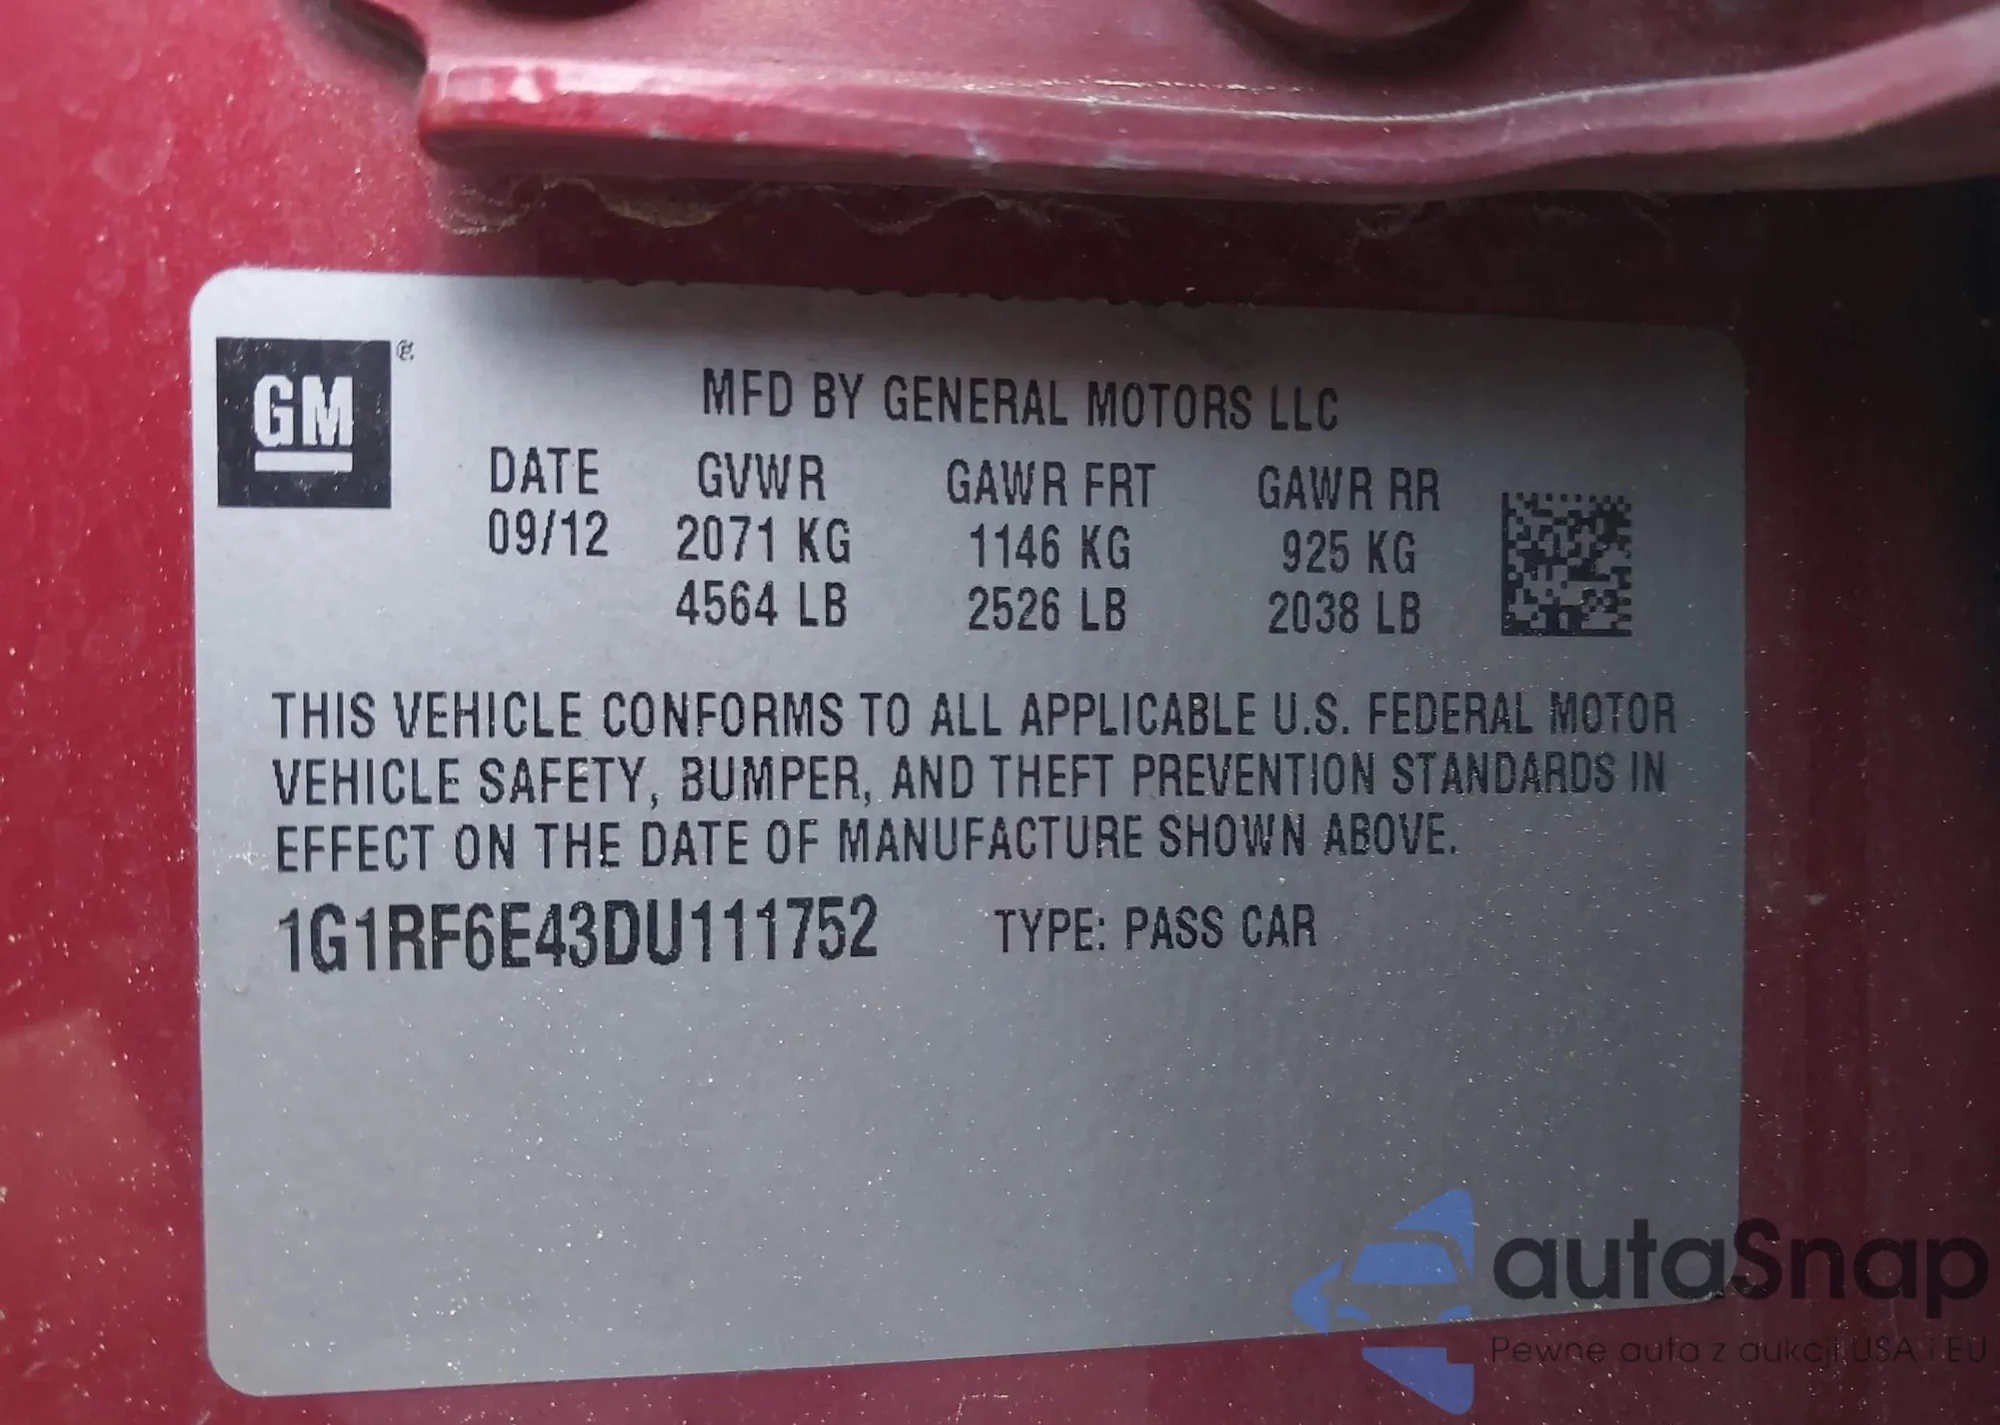 GM
MFD BY GENERAL MOTORS LLC
DATE GVWR GAWR FRT GAWR RR
09/12 2071 KG 1146 KG 925 KG
4564 LB 2526 LB 2038 LB
THIS VEHICLE CONFORMS TO ALL APPLICABLE U.S. FEDERAL MOTOR
VEHICLE SAFETY, BUMPER, AND THEFT PREVENTION STANDARDS IN
EFFECT ON THE DATE OF MANUFACTURE SHOWN ABOVE.
1G1RF6E43DU111752 TYPE: PASS CAR
autaSnap
Pewne auta z aukcji USA i EU